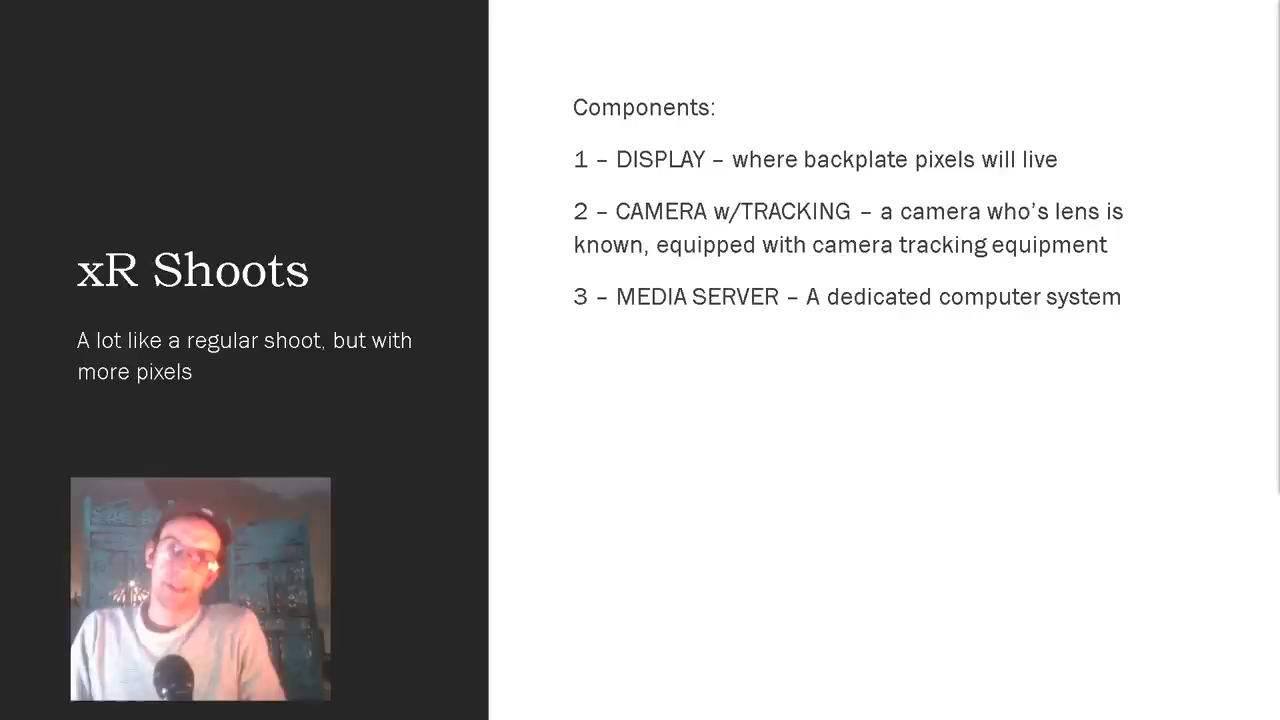 xR Shoots
A lot like a regular shoot, but with
more pixels
Components:
1 – DISPLAY – where backplate pixels will live
2 – CAMERA w/TRACKING – a camera who’s lens is
known, equipped with camera tracking equipment
3 – MEDIA SERVER – A dedicated computer system